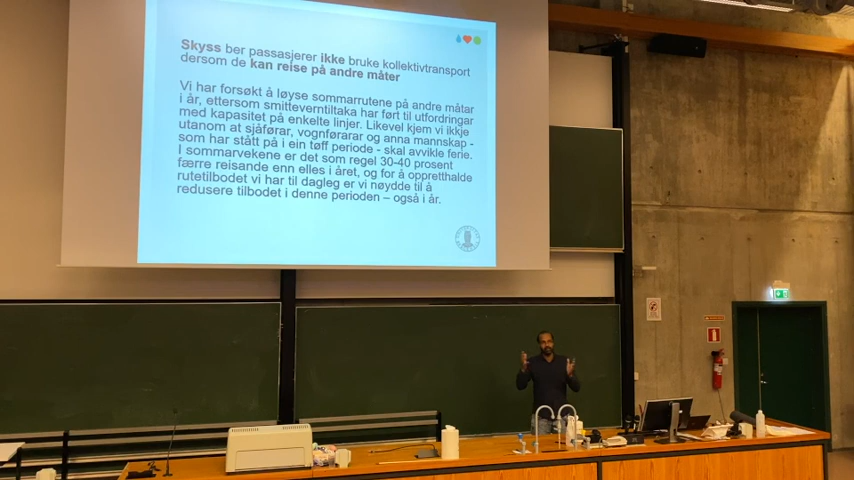 Skyss ber passasjerer ikke bruke kollektivtransport
dersom de kan reise på andre måter
Vi har forsøkt å løyse sommarrutene på andre måtar
i år, ettersom smitteverntiltaka har ført til utfordringar
med kapasitet på enkelte linjer. Likevel kjem vi ikkje
utanom at sjåførar, vognførarar og anna mannskap -
som har stått på i ein tøff periode - skal avvikle ferie.
I sommarvekene er det som regel 30-40 prosent
færre reisande enn elles i året, og for å oppretthalde
rutetilbodet vi har til dagleg er vi nøydde til å
redusere tilbodet i denne perioden – også i år.